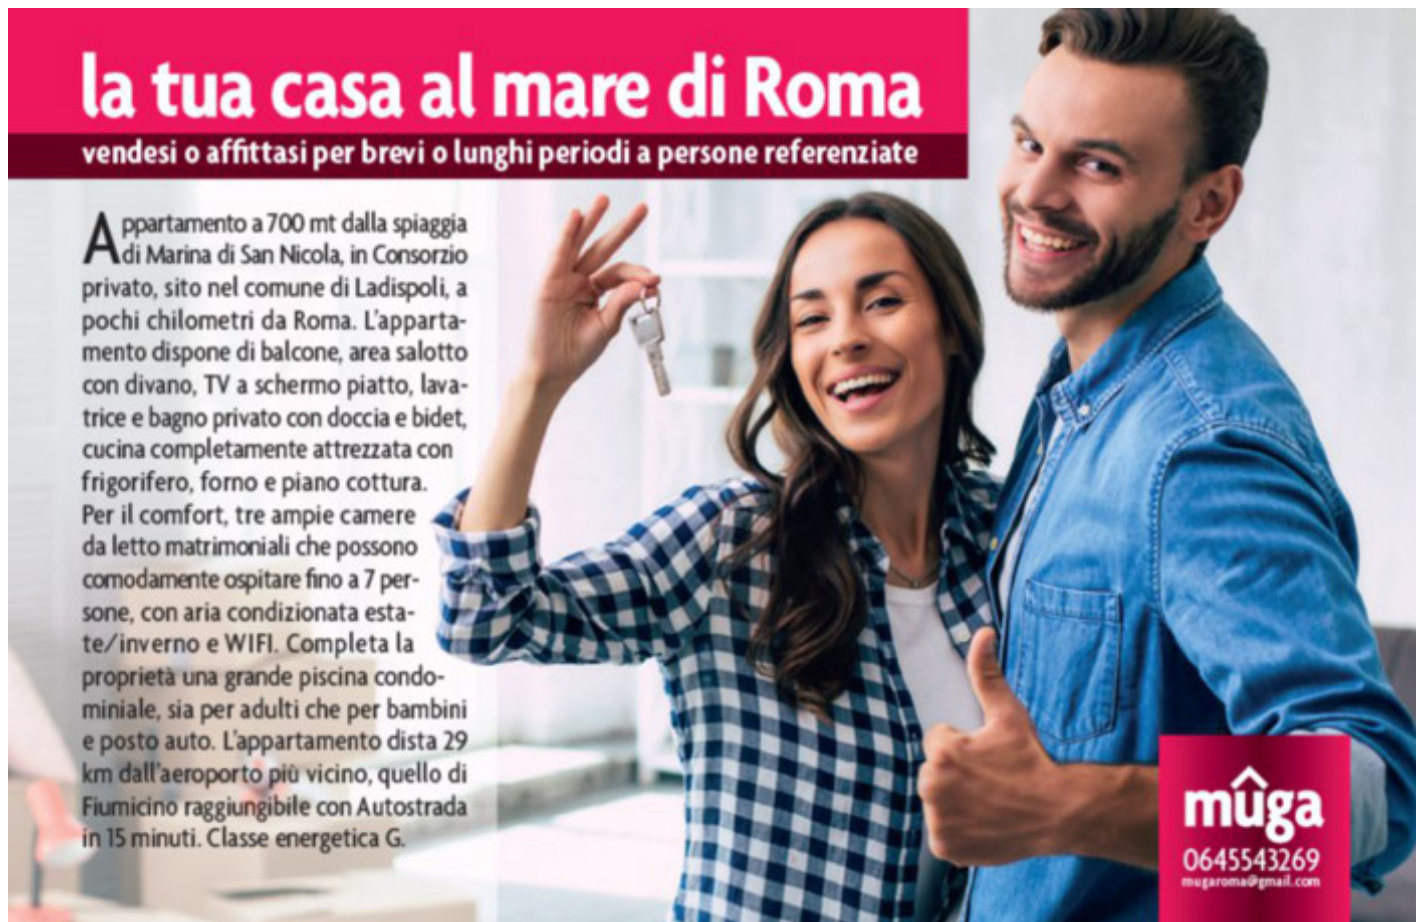 la tua casa al mare di Roma
vendesi o affittasi per brevi o lunghi periodi a persone referenziate
Appartamento a 700 mt dalla spiaggia
di Marina di San Nicola, in Consorzio
privato, sito nel comune di Ladispoli, a
pochi chilometri da Roma. L'apparta-
mento dispone di balcone, area salotto
con divano, TV a schermo piatto, lava-
trice e bagno privato con doccia e bidet,
cucina completamente attrezzata con
frigorifero, forno e piano cottura.
Per il comfort, tre ampie camere
da letto matrimoniali che possono
comodamente ospitare fino a 7 per-
sone, con aria condizionata esta-
te/inverno e WIFI. Completa la
proprietà una grande piscina condo-
miniale, sia per adulti che per bambini
e posto auto. L'appartamento dista 29
km dall'aeroporto più vicino, quello di
Fiumicino raggiungibile con Autostrada
in 15 minuti. Classe energetica G.
mûga
0645543269
mugaroma@gmail.com